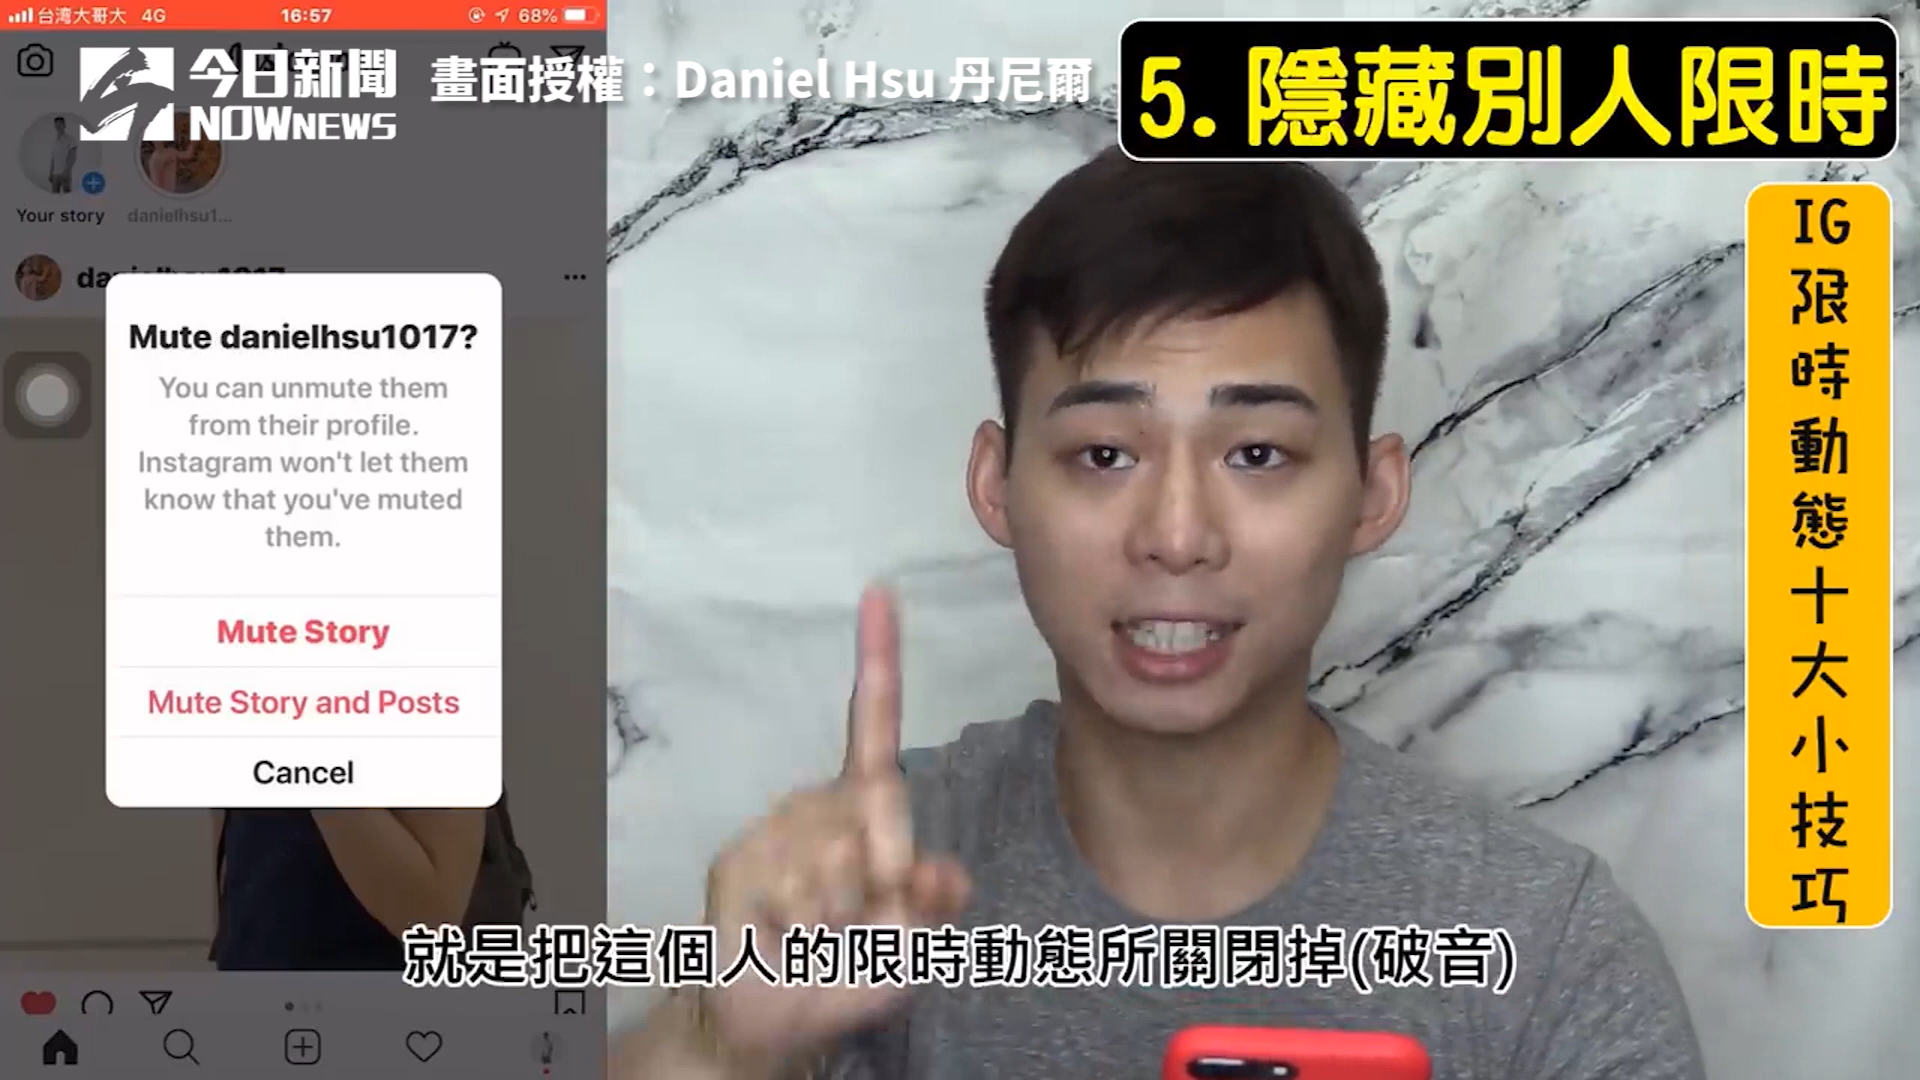 台灣大哥大 4G
16:57
68%
今日新聞
NOWNEWS
畫面授權：Daniel Hsu 丹尼爾
5.隱藏別人限時
IG限時動態十大小技巧
Your story
danielhsu1...
danielhsu1017
Mute danielhsu1017?
You can unmute them
from their profile.
Instagram won't let them
know that you've muted
them.
Mute Story
Mute Story and Posts
Cancel
就是把這個人的限時動態所關閉掉(破音)